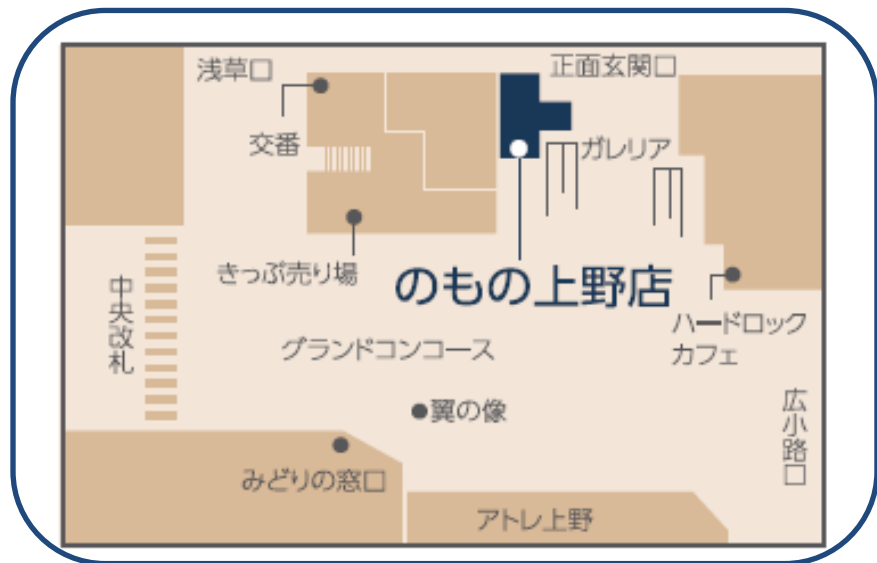 浅草口
正面玄関口
交番
ガレリア
きっぷ売り場
のもの上野店
中央改札
ハードロック
カフェ
グランドコンコース
翼の像
広小路口
みどりの窓口
アトレ上野